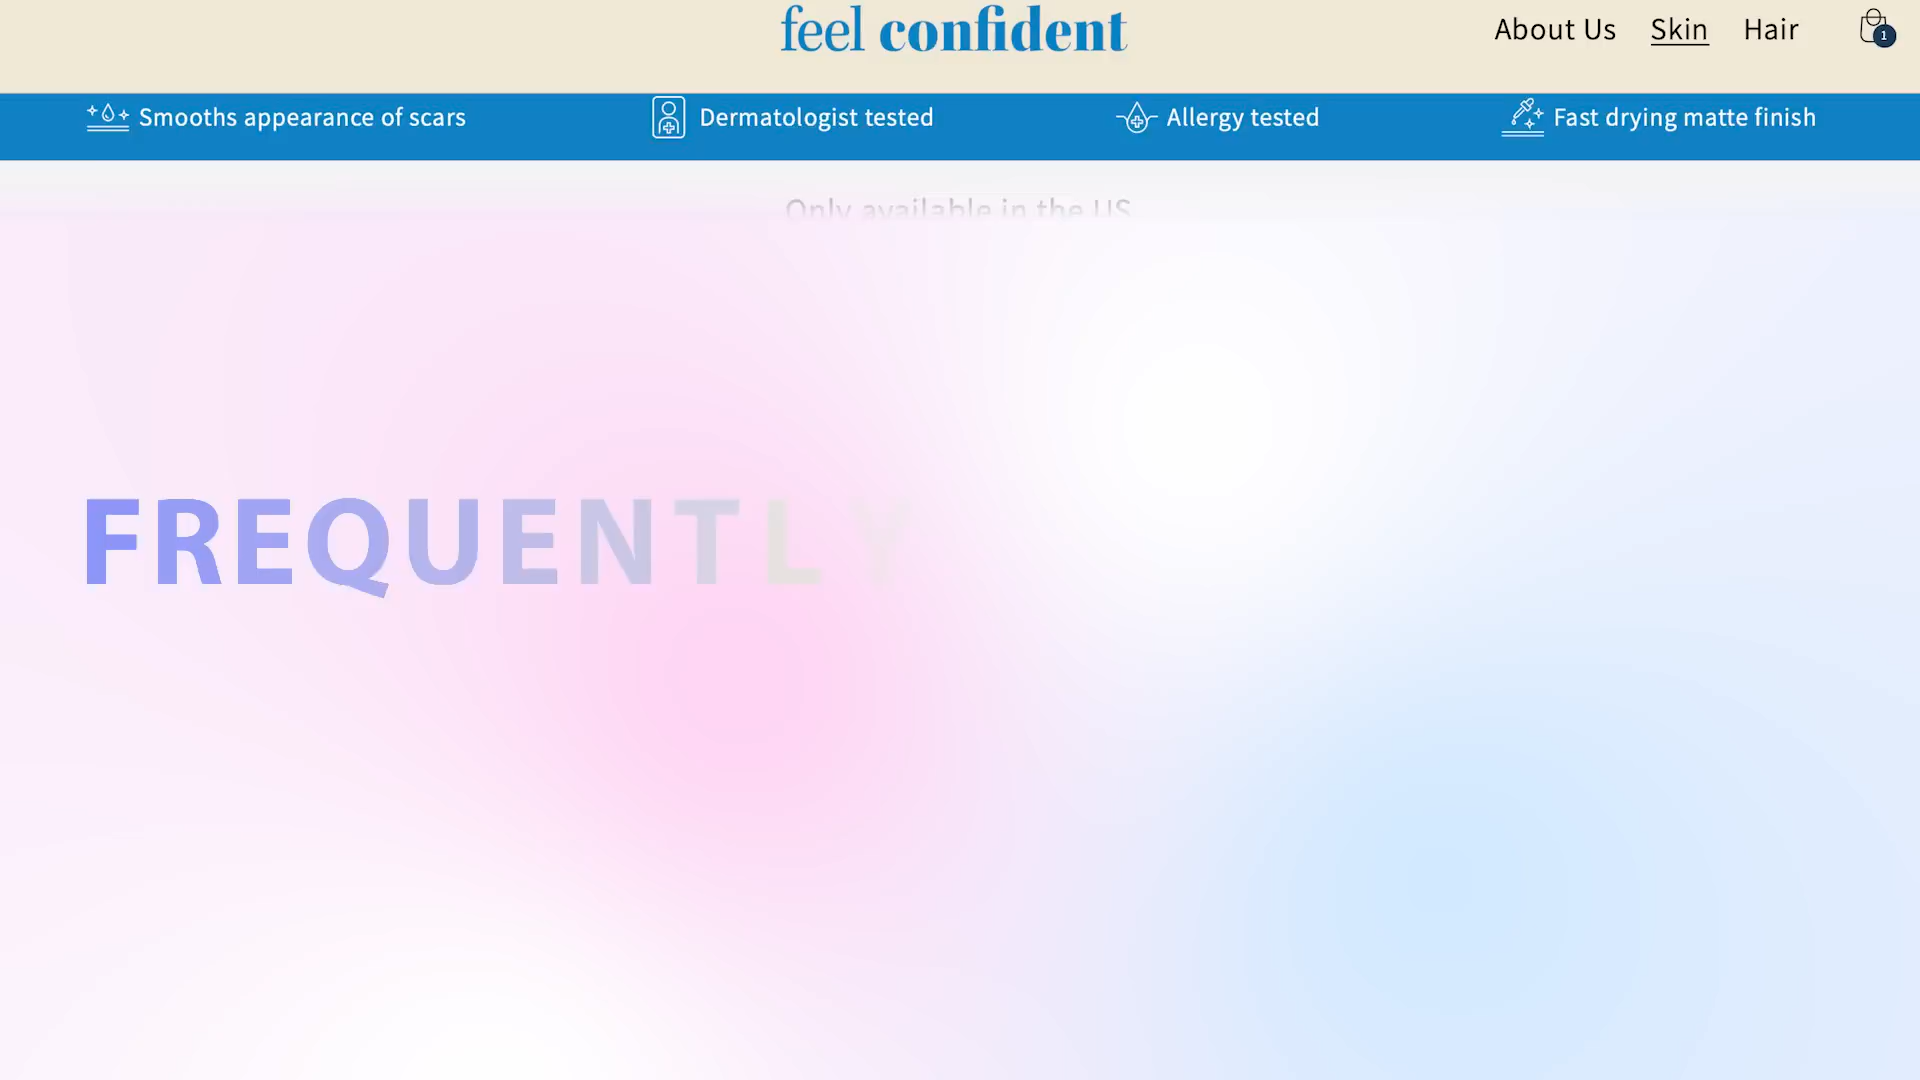 feel confident
About Us Skin Hair
1
Smooths appearance of scars
Dermatologist tested
Allergy tested
Fast drying matte finish
Only available in the US
FREQUENTLY